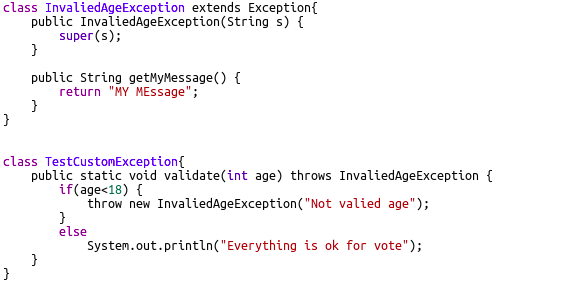 class InvaliedAgeException extends Exception{
    public InvaliedAgeException(String s) {
        super(s);
    }

    public String getMyMessage() {
        return "MY MEssage";
    }
}


class TestCustomException{
    public static void validate(int age) throws InvaliedAgeException {
        if(age<18) {
            throw new InvaliedAgeException("Not valied age");
        }
        else
            System.out.println("Everything is ok for vote");
    }
}